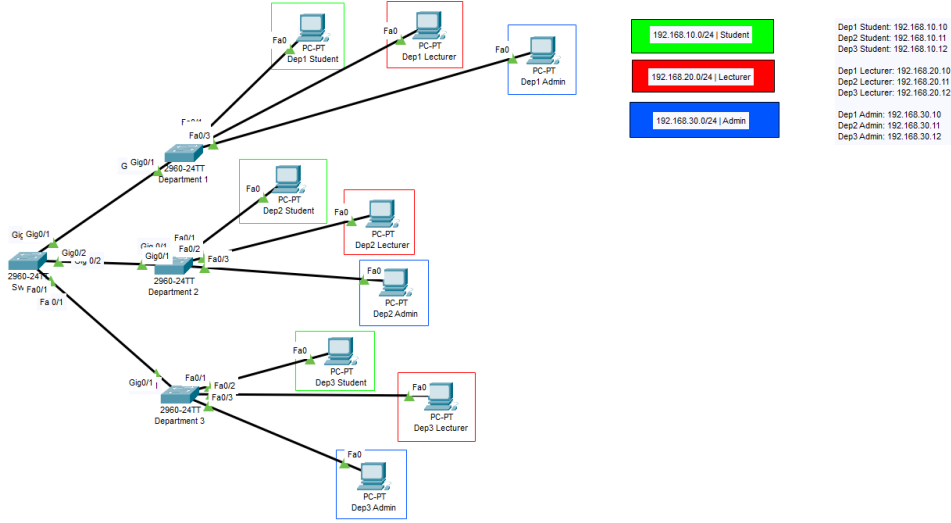 Fa0
PC-PT
Dep1 Student
Fa0
PC-PT
Dep1 Lecturer
Fa0
PC-PT
Dep1 Admin
192.168.10.0/24 | Student
192.168.20.0/24 | Lecturer
192.168.30.0/24 | Admin
Dep1 Student: 192.168.10.10
Dep2 Student: 192.168.10.11
Dep3 Student: 192.168.10.12
Dep1 Lecturer: 192.168.20.10
Dep2 Lecturer: 192.168.20.11
Dep3 Lecturer: 192.168.20.12
Dep1 Admin: 192.168.30.10
Dep2 Admin: 192.168.30.11
Dep3 Admin: 192.168.30.12
Fa0/3
Gig0/1
2960-24TT
Department 1
Fa0
PC-PT
Dep2 Student
Fa0
PC-PT
Dep2 Lecturer
Gig0/1
Gig0/2
2960-24TT
Fa0/1
Fa 0/1
Fa0/1
Fa0/2
Fa0/3
Gig0/1
2960-24TT
Department 2
Fa0
PC-PT
Dep2 Admin
Fa0
PC-PT
Dep3 Student
Gig0/1
Fa0/1
Fa0/2
Fa0/3
2960-24TT
Department 3
Fa0
PC-PT
Dep3 Lecturer
Fa0
PC-PT
Dep3 Admin